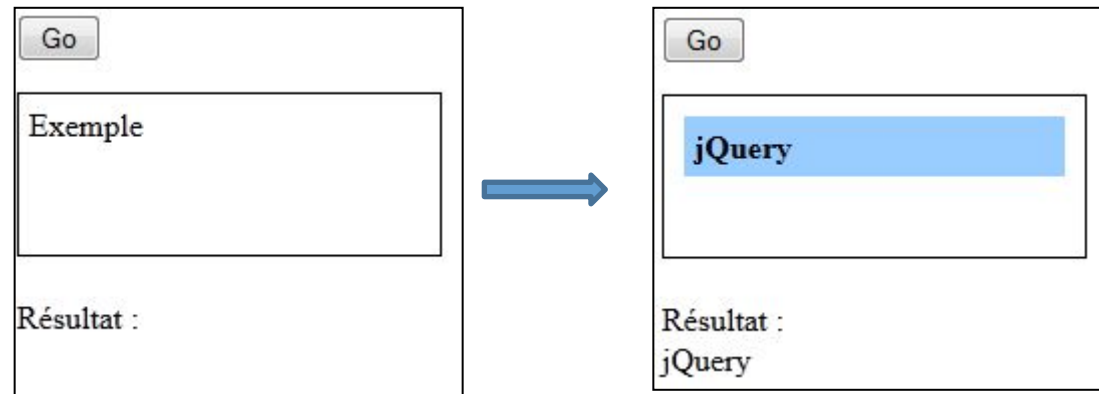 Go
Exemple
Résultat :
Go
jQuery
Résultat :
jQuery